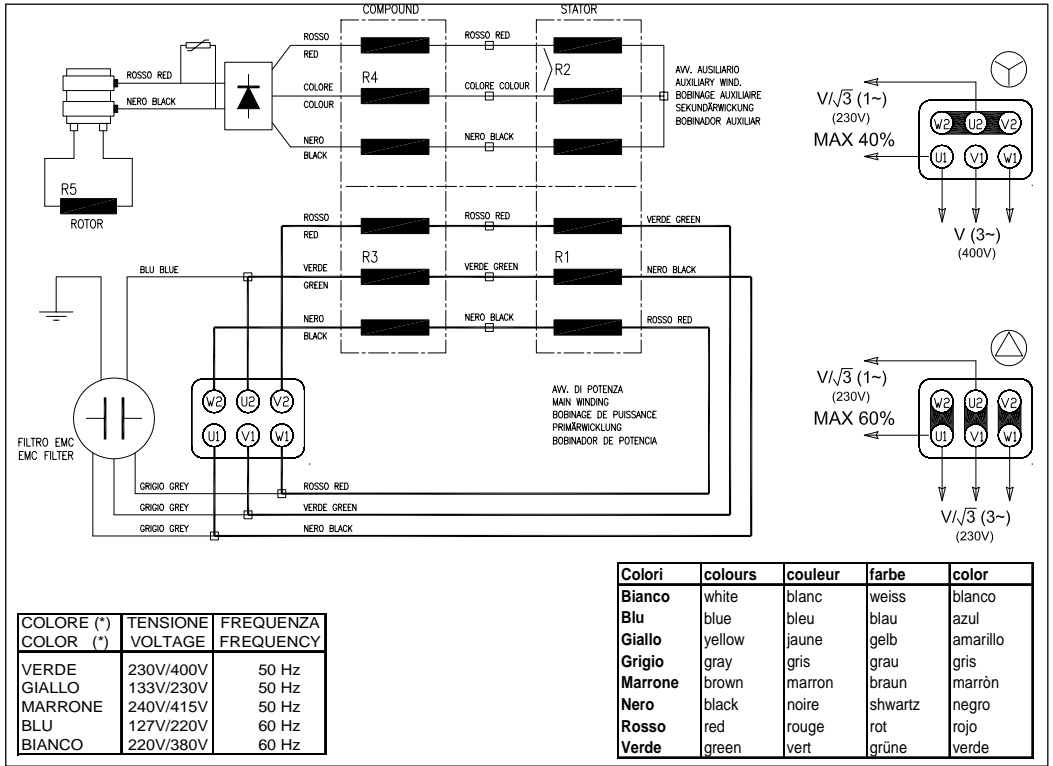 COMPOUND
STATOR
ROSSO
RED
ROSSO RED
ROSSO RED
R4
R2
COLORE
COLOUR
COLORE COLOUR
NERO BLACK
NERO
BLACK
NERO BLACK
AVV. AUSILIARIO
AUXILIARY WIND.
BOBINAGE AUXILIAIRE
SEKUNDÄRWICKUNG
BOBINADOR AUXILIAR
R5
ROTOR
V/√3 (1~)
(230V)
MAX 40%
W2 U2 V2
U1 V1 W1
V (3~)
(400V)
ROSSO
RED
ROSSO RED
VERDE GREEN
BLU BLUE
VERDE
GREEN
R3
VERDE GREEN
R1
NERO BLACK
NERO
BLACK
NERO BLACK
ROSSO RED
W2 U2 V2
U1 V1 W1
AVV. DI POTENZA
MAIN WINDING
BOBINAGE DE PUISSANCE
PRIMÄRWICKLUNG
BOBINADOR DE POTENCIA
FILTRO EMC
EMC FILTER
GRIGIO GREY
ROSSO RED
GRIGIO GREY
VERDE GREEN
GRIGIO GREY
NERO BLACK
V/√3 (1~)
(230V)
MAX 60%
W2 U2 V2
U1 V1 W1
V/√3 (3~)
(230V)
COLORE (*) TENSIONE FREQUENZA
COLOR (*) VOLTAGE FREQUENCY
VERDE 230V/400V 50 Hz
GIALLO 133V/230V 50 Hz
MARRONE 240V/415V 50 Hz
BLU 127V/220V 60 Hz
BIANCO 220V/380V 60 Hz
Colori colours couleur farbe color
Bianco white blanc weiss blanco
Blu blue bleu blau azul
Giallo yellow jaune gelb amarillo
Grigio gray gris grau gris
Marrone brown marron braun marròn
Nero black noire shwartz negro
Rosso red rouge rot rojo
Verde green vert grüne verde